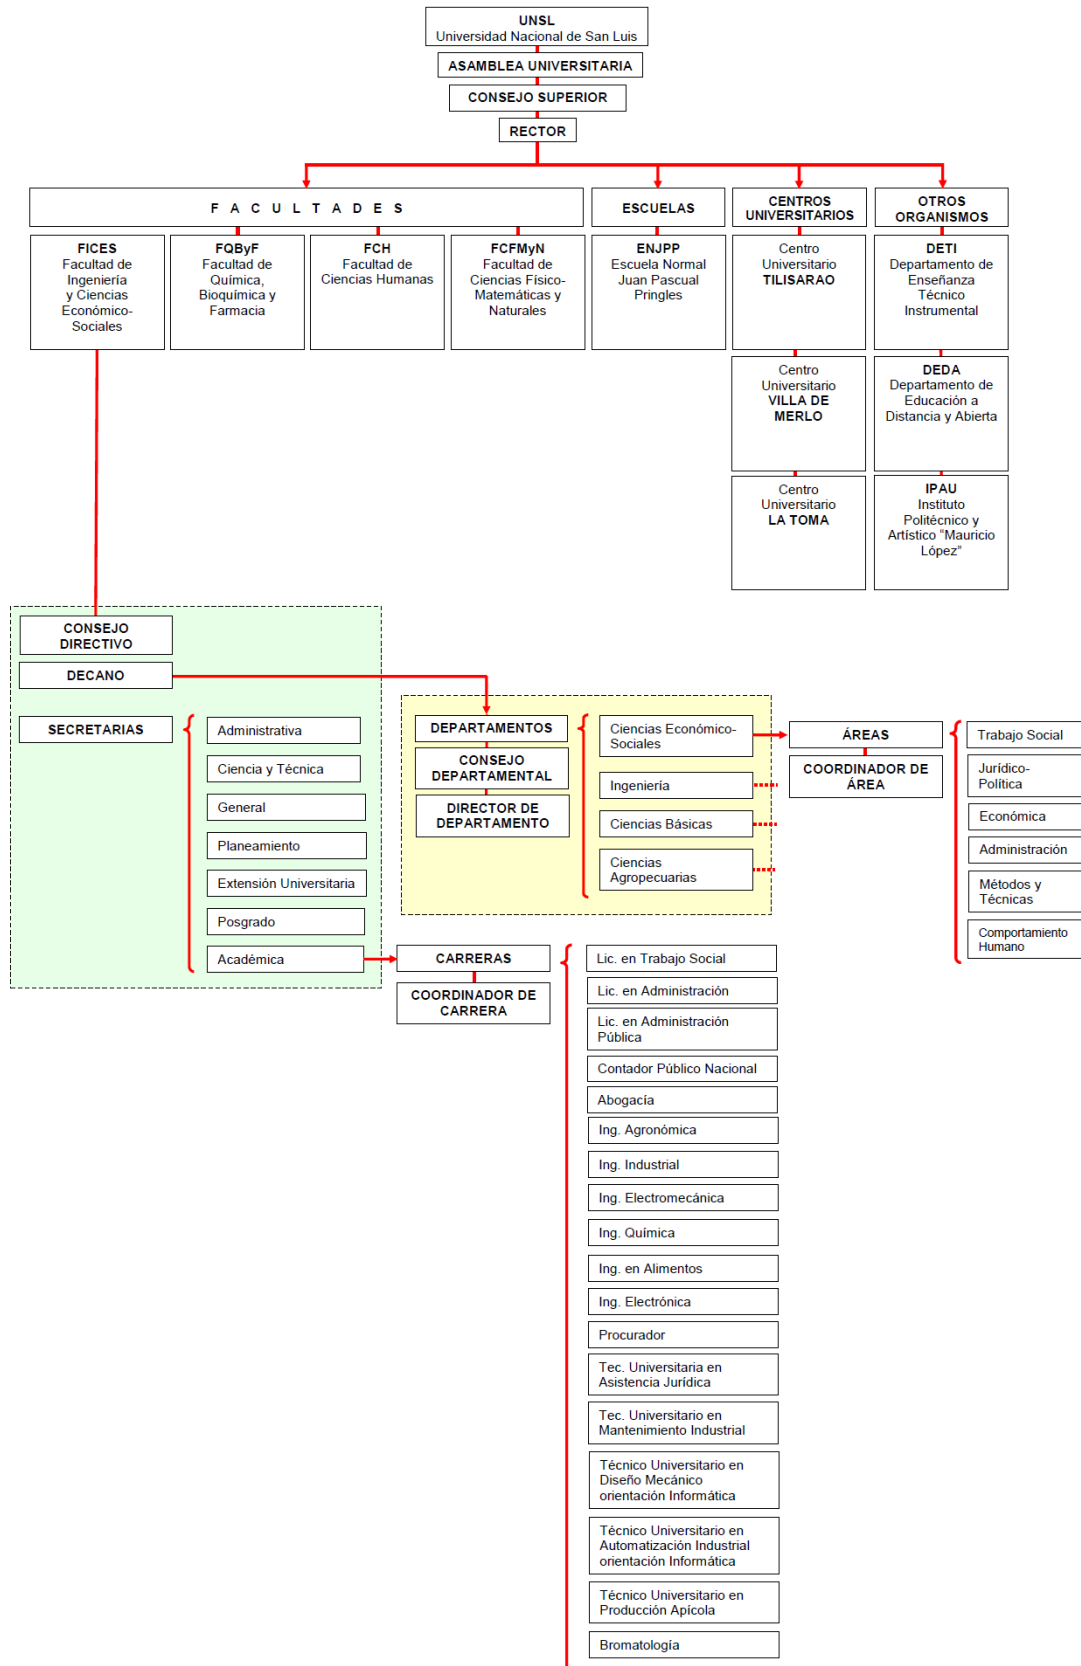 UNSL
Universidad Nacional de San Luis
ASAMBLEA UNIVERSITARIA
CONSEJO SUPERIOR
RECTOR
F A C U L T A D E S
ESCUELAS
CENTROS
UNIVERSITARIOS
OTROS
ORGANISMOS
FICES
Facultad de
Ingeniería
y Ciencias
Económico-
Sociales
FQByF
Facultad de
Química,
Bioquímica y
Farmacia
FCH
Facultad de
Ciencias Humanas
FCFMyN
Facultad de
Ciencias Físico-
Matemáticas y
Naturales
ENJPP
Escuela Normal
Juan Pascual
Pringles
Centro
Universitario
TILISARAO
DETI
Departamento de
Enseñanza
Técnico
Instrumental
Centro
Universitario
VILLA DE
MERLO
DEDA
Departamento de
Educación a
Distancia y Abierta
Centro
Universitario
LA TOMA
IPAU
Instituto
Politécnico y
Artístico “Mauricio
López”
CONSEJO
DIRECTIVO
DECANO
SECRETARIAS
Administrativa
Ciencia y Técnica
General
Planeamiento
Extensión Universitaria
Posgrado
Académica
DEPARTAMENTOS
CONSEJO
DEPARTAMENTAL
DIRECTOR DE
DEPARTAMENTO
Ciencias Económico-
Sociales
Ingeniería
Ciencias Básicas
Ciencias
Agropecuarias
ÁREAS
COORDINADOR DE
ÁREA
Trabajo Social
Jurídico-
Política
Económica
Administración
Métodos y
Técnicas
Comportamiento
Humano
CARRERAS
COORDINADOR DE
CARRERA
Lic. en Trabajo Social
Lic. en Administración
Lic. en Administración
Pública
Contador Público Nacional
Abogacía
Ing. Agronómica
Ing. Industrial
Ing. Electromecánica
Ing. Química
Ing. en Alimentos
Ing. Electrónica
Procurador
Tec. Universitaria en
Asistencia Jurídica
Tec. Universitario en
Mantenimiento Industrial
Técnico Universitario en
Diseño Mecánico
orientación Informática
Técnico Universitario en
Automatización Industrial
orientación Informática
Técnico Universitario en
Producción Apícola
Bromatología